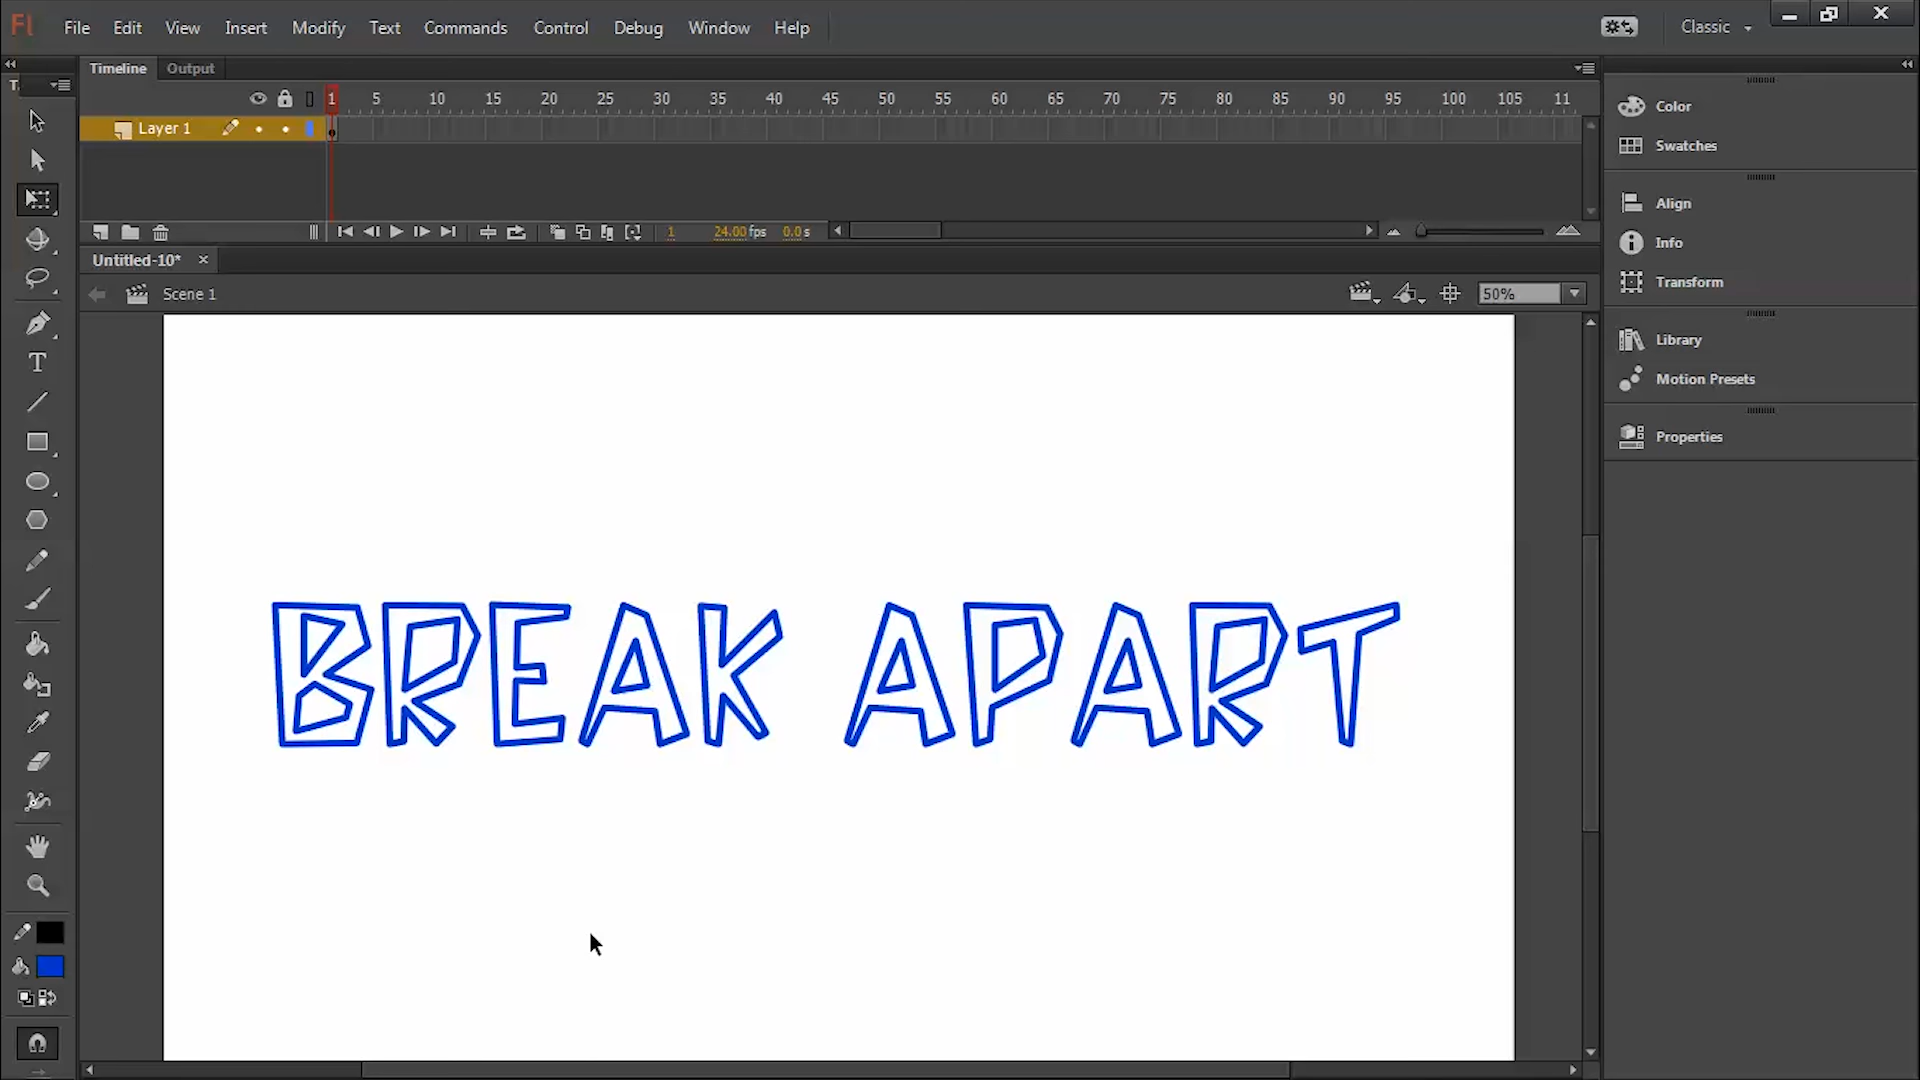 Fl File Edit View Insert Modify Text Commands Control Debug Window Help Classic
T.
Timeline Output
1 5 10 15 20 25 30 35 40 45 50 55 60 65 70 75 80 85 90 95 100 105 11
Layer 1
1 24.00 fps 0.0 s
Untitled-10*
Scene 1
50%
Color
Swatches
Align
Info
Transform
Library
Motion Presets
Properties
T
BREAK APART